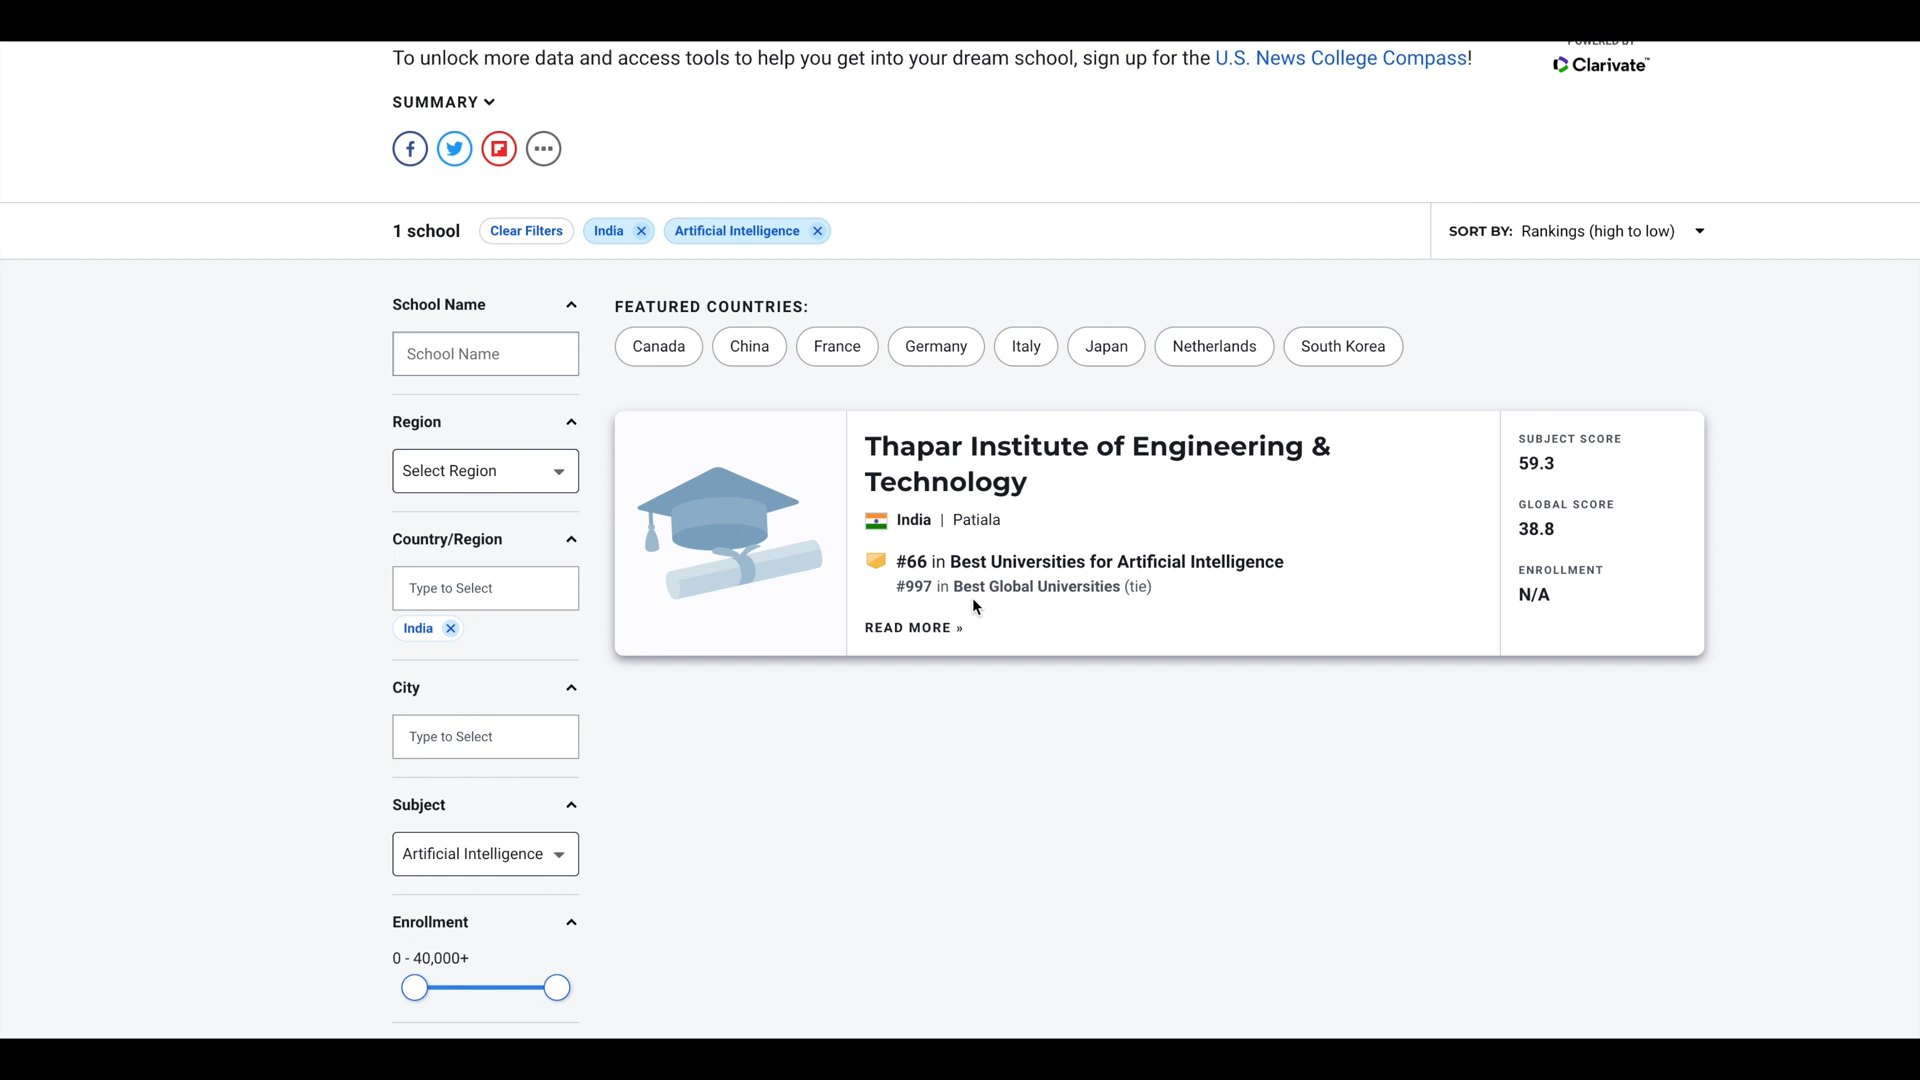 POWERED BY
To unlock more data and access tools to help you get into your dream school, sign up for the U.S. News College Compass!
Clarivate™
SUMMARY
1 school
Clear Filters
India
Artificial Intelligence
SORT BY: Rankings (high to low)
School Name
School Name
Region
Select Region
Country/Region
Type to Select
India
City
Type to Select
Subject
Artificial Intelligence
Enrollment
0 - 40,000+
FEATURED COUNTRIES:
Canada
China
France
Germany
Italy
Japan
Netherlands
South Korea
Thapar Institute of Engineering &
Technology
India | Patiala
#66 in Best Universities for Artificial Intelligence
#997 in Best Global Universities (tie)
READ MORE »
SUBJECT SCORE
59.3
GLOBAL SCORE
38.8
ENROLLMENT
N/A